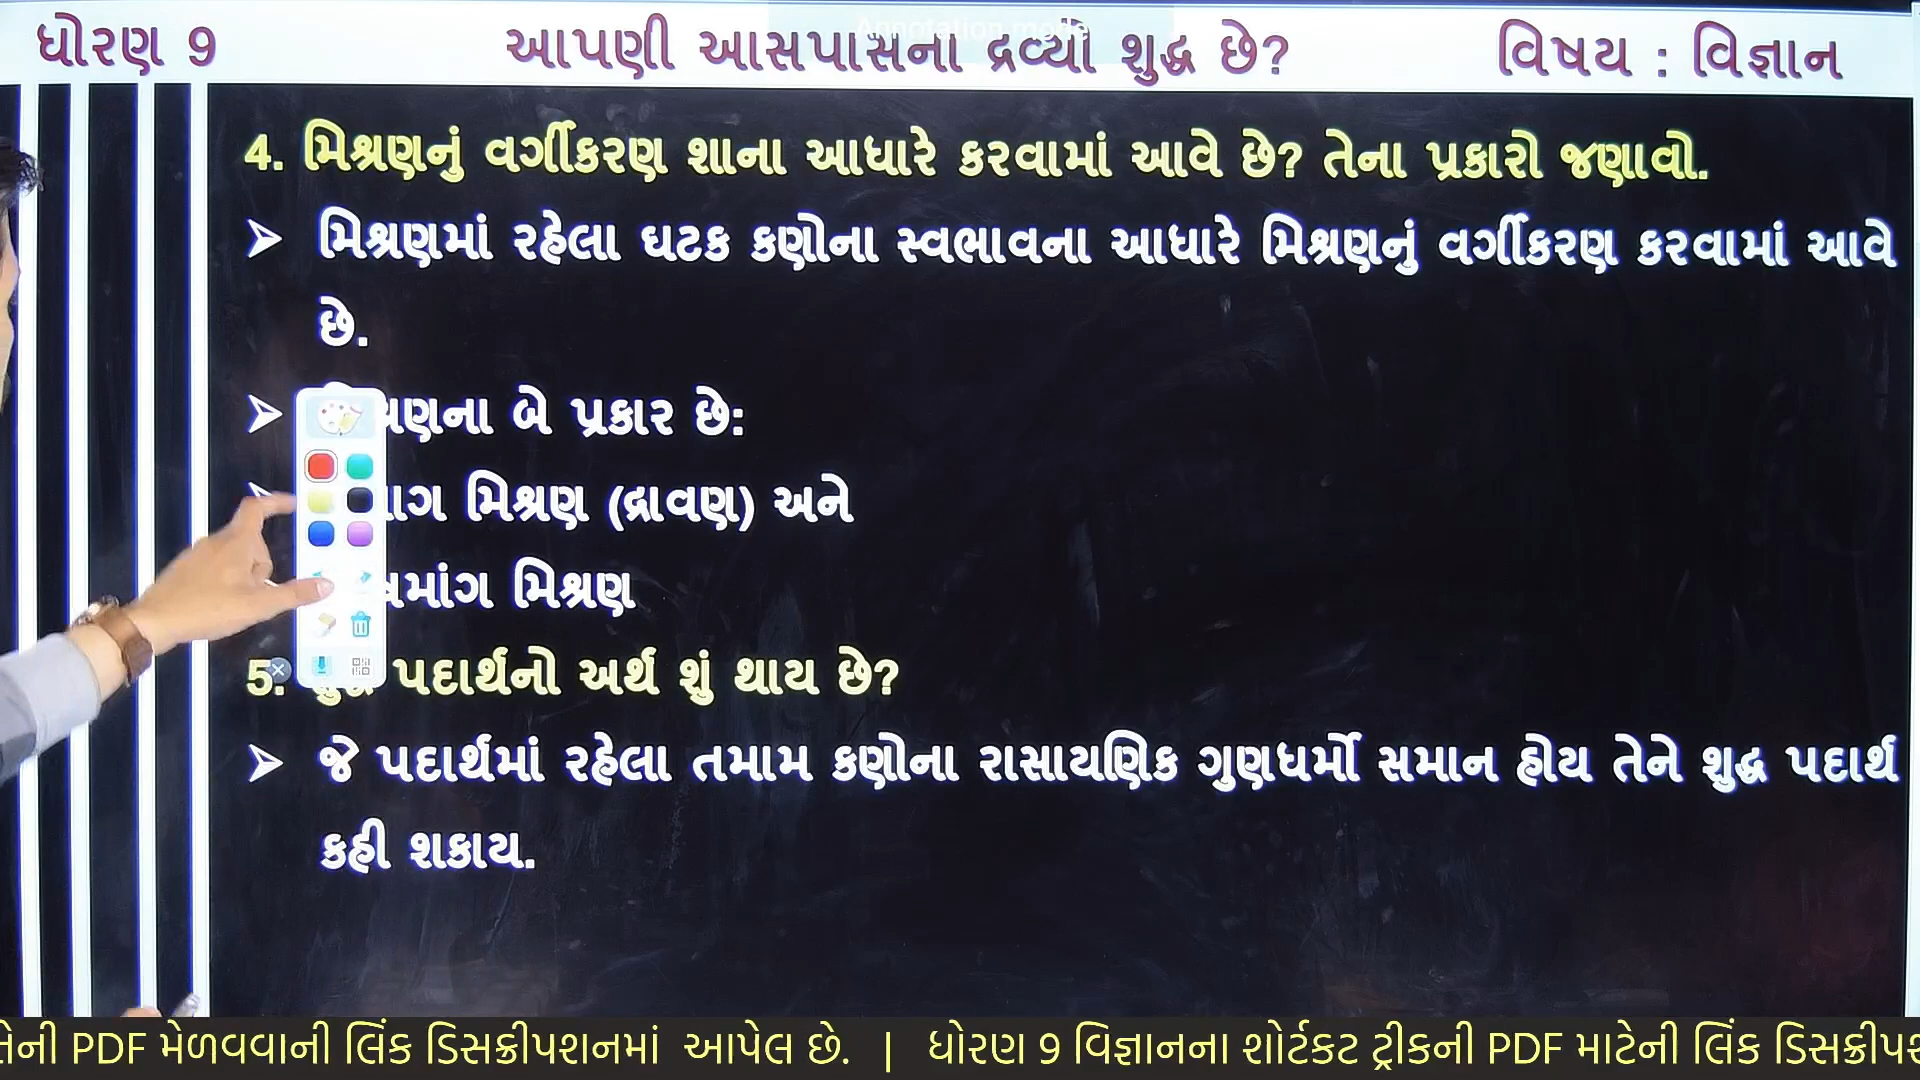 ધોરણ 9 આપણી આસપાસના દ્રવ્યો શુદ્ધ છે? વિષય : વિજ્ઞાન
Annotation mode
4. મિશ્રણનું વર્ગીકરણ શાના આધારે કરવામાં આવે છે? તેના પ્રકારો જણાવો.
➢ મિશ્રણમાં રહેલા ઘટક કણોના સ્વભાવના આધારે મિશ્રણનું વર્ગીકરણ કરવામાં આવે
છે.
➢ બે પ્રકાર છે:
મિશ્રણ (દ્રાવણ) અને
મિશ્રણ
5. પદાર્થનો અર્થ શું થાય છે?
➢ જે પદાર્થમાં રહેલા તમામ કણોના રાસાયણિક ગુણધર્મો સમાન હોય તેને શુદ્ધ પદાર્થ
કહી શકાય.
PDF મેળવવાની લિંક ડિસક્રીપશનમાં આપેલ છે. | ધોરણ 9 વિજ્ઞાનના શોર્ટકટ ટ્રીકની PDF માટેની લિંક